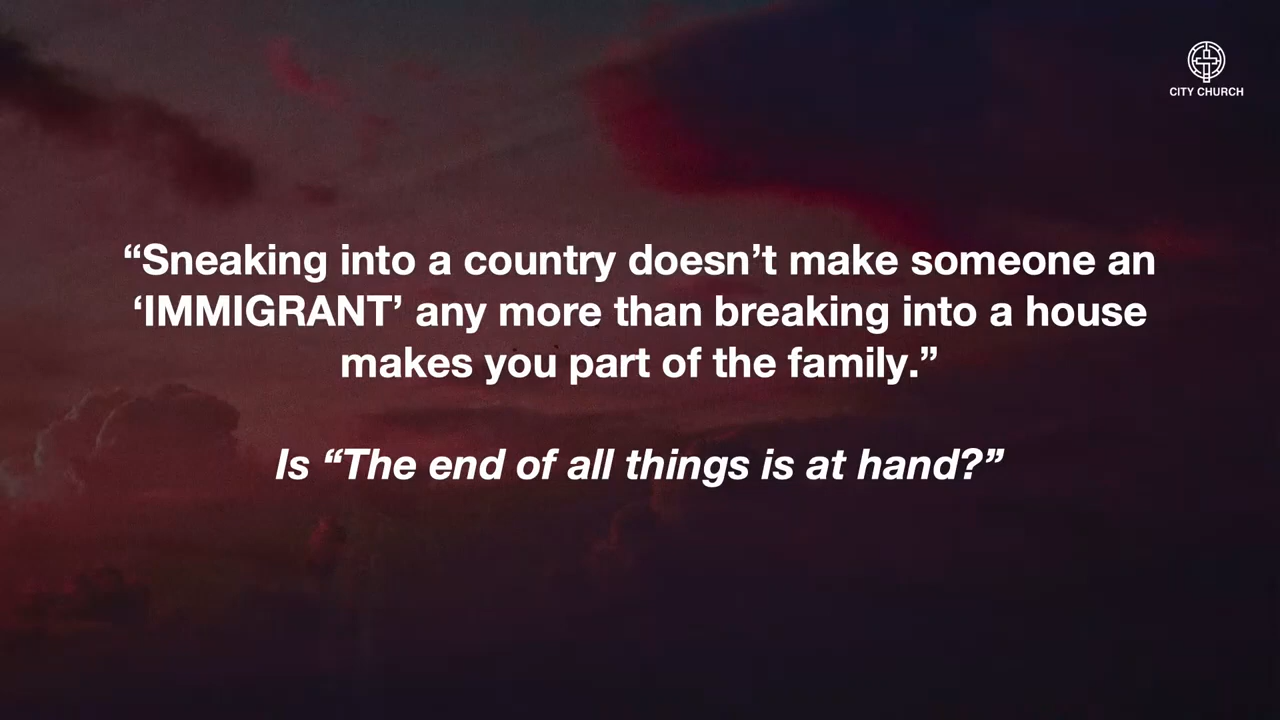 CITY CHURCH
“Sneaking into a country doesn’t make someone an
‘IMMIGRANT’ any more than breaking into a house
makes you part of the family.”
Is “The end of all things is at hand?”